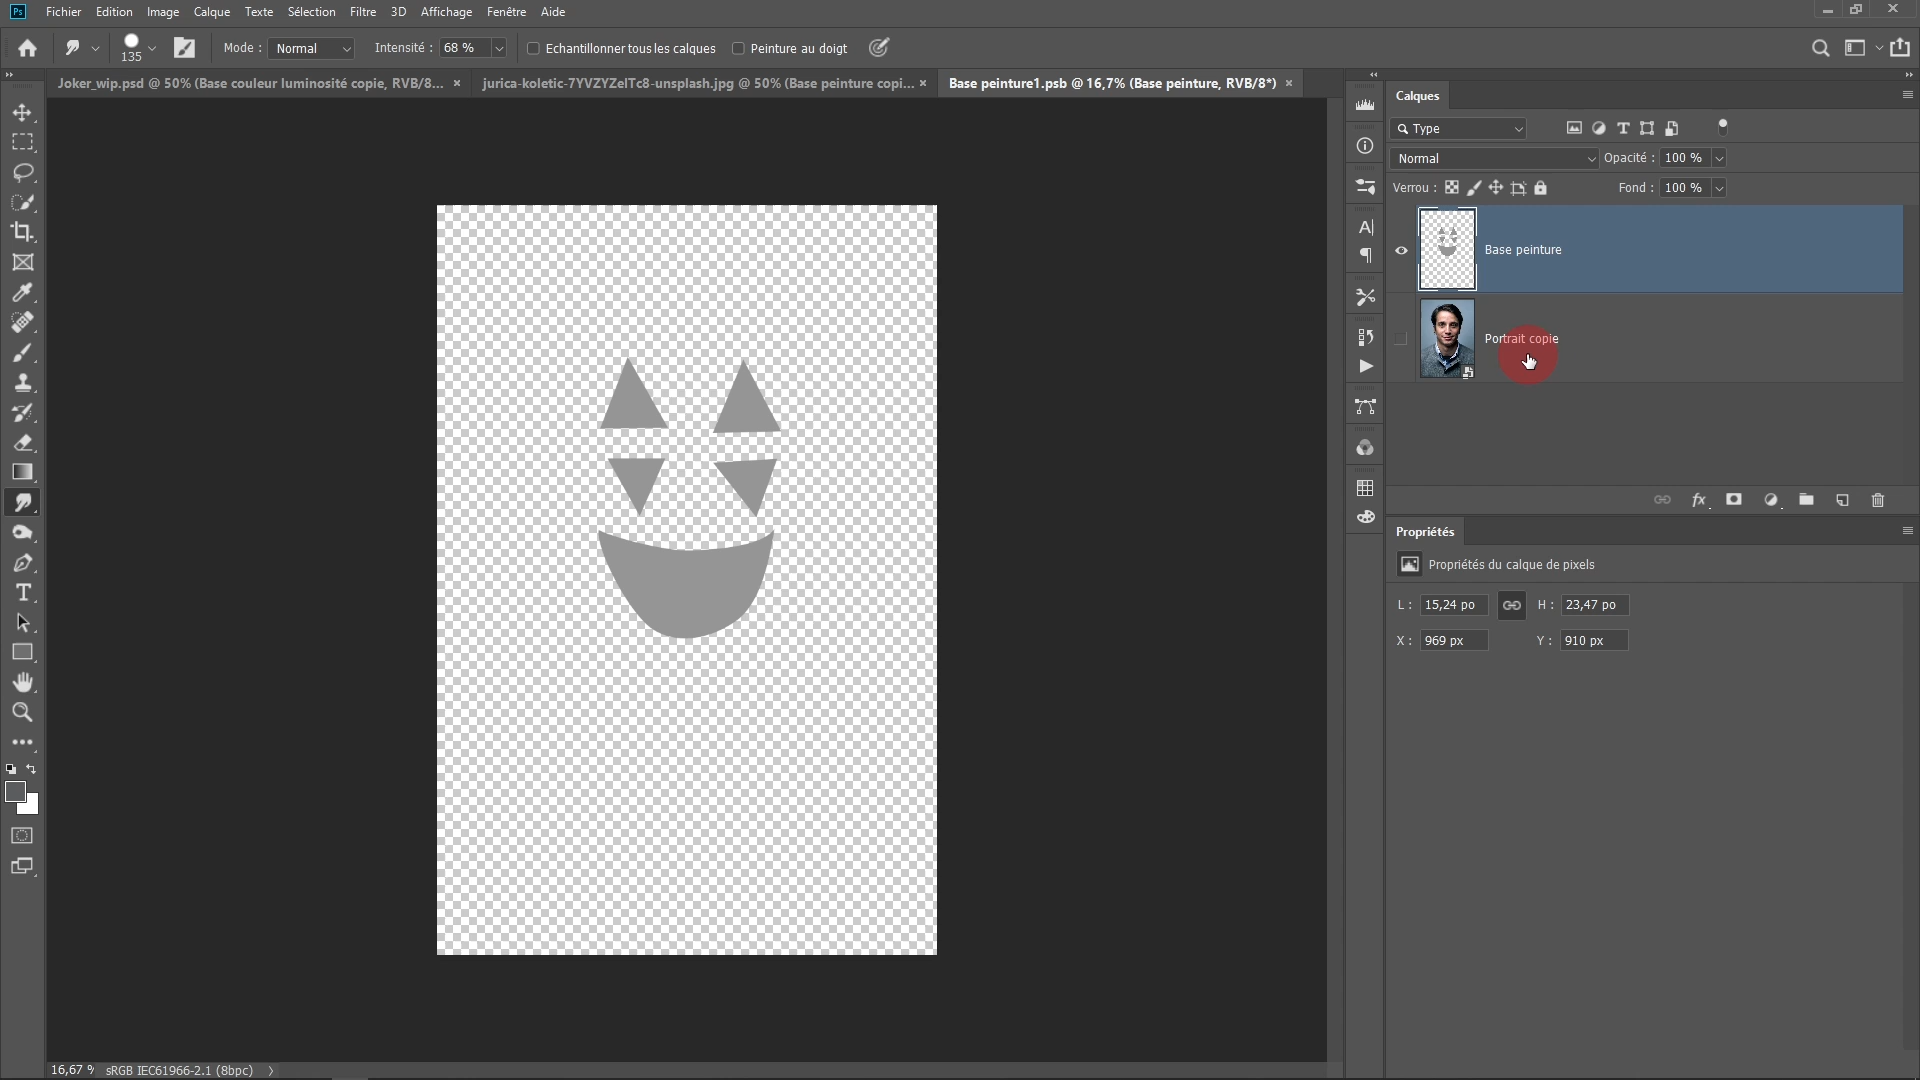 Ps Fichier Edition Image Calque Texte Sélection Filtre 3D Affichage Fenêtre Aide
135 Mode : Normal Intensité : 68 % Echantillonner tous les calques Peinture au doigt
Joker_wip.psd @ 50% (Base couleur luminosité copie, RVB/8... × jurica-koletic-7YVZYZeITc8-unsplash.jpg @ 50% (Base peinture copi... × Base peinture1.psb @ 16,7% (Base peinture, RVB/8*) ×
Calques
Type
Normal Opacité : 100 %
Verrou : Fond : 100 %
Base peinture
Portrait copie
fx
Propriétés
Propriétés du calque de pixels
L : 15,24 po H : 23,47 po
X : 969 px Y : 910 px
16,67 % sRGB IEC61966-2.1 (8bpc)